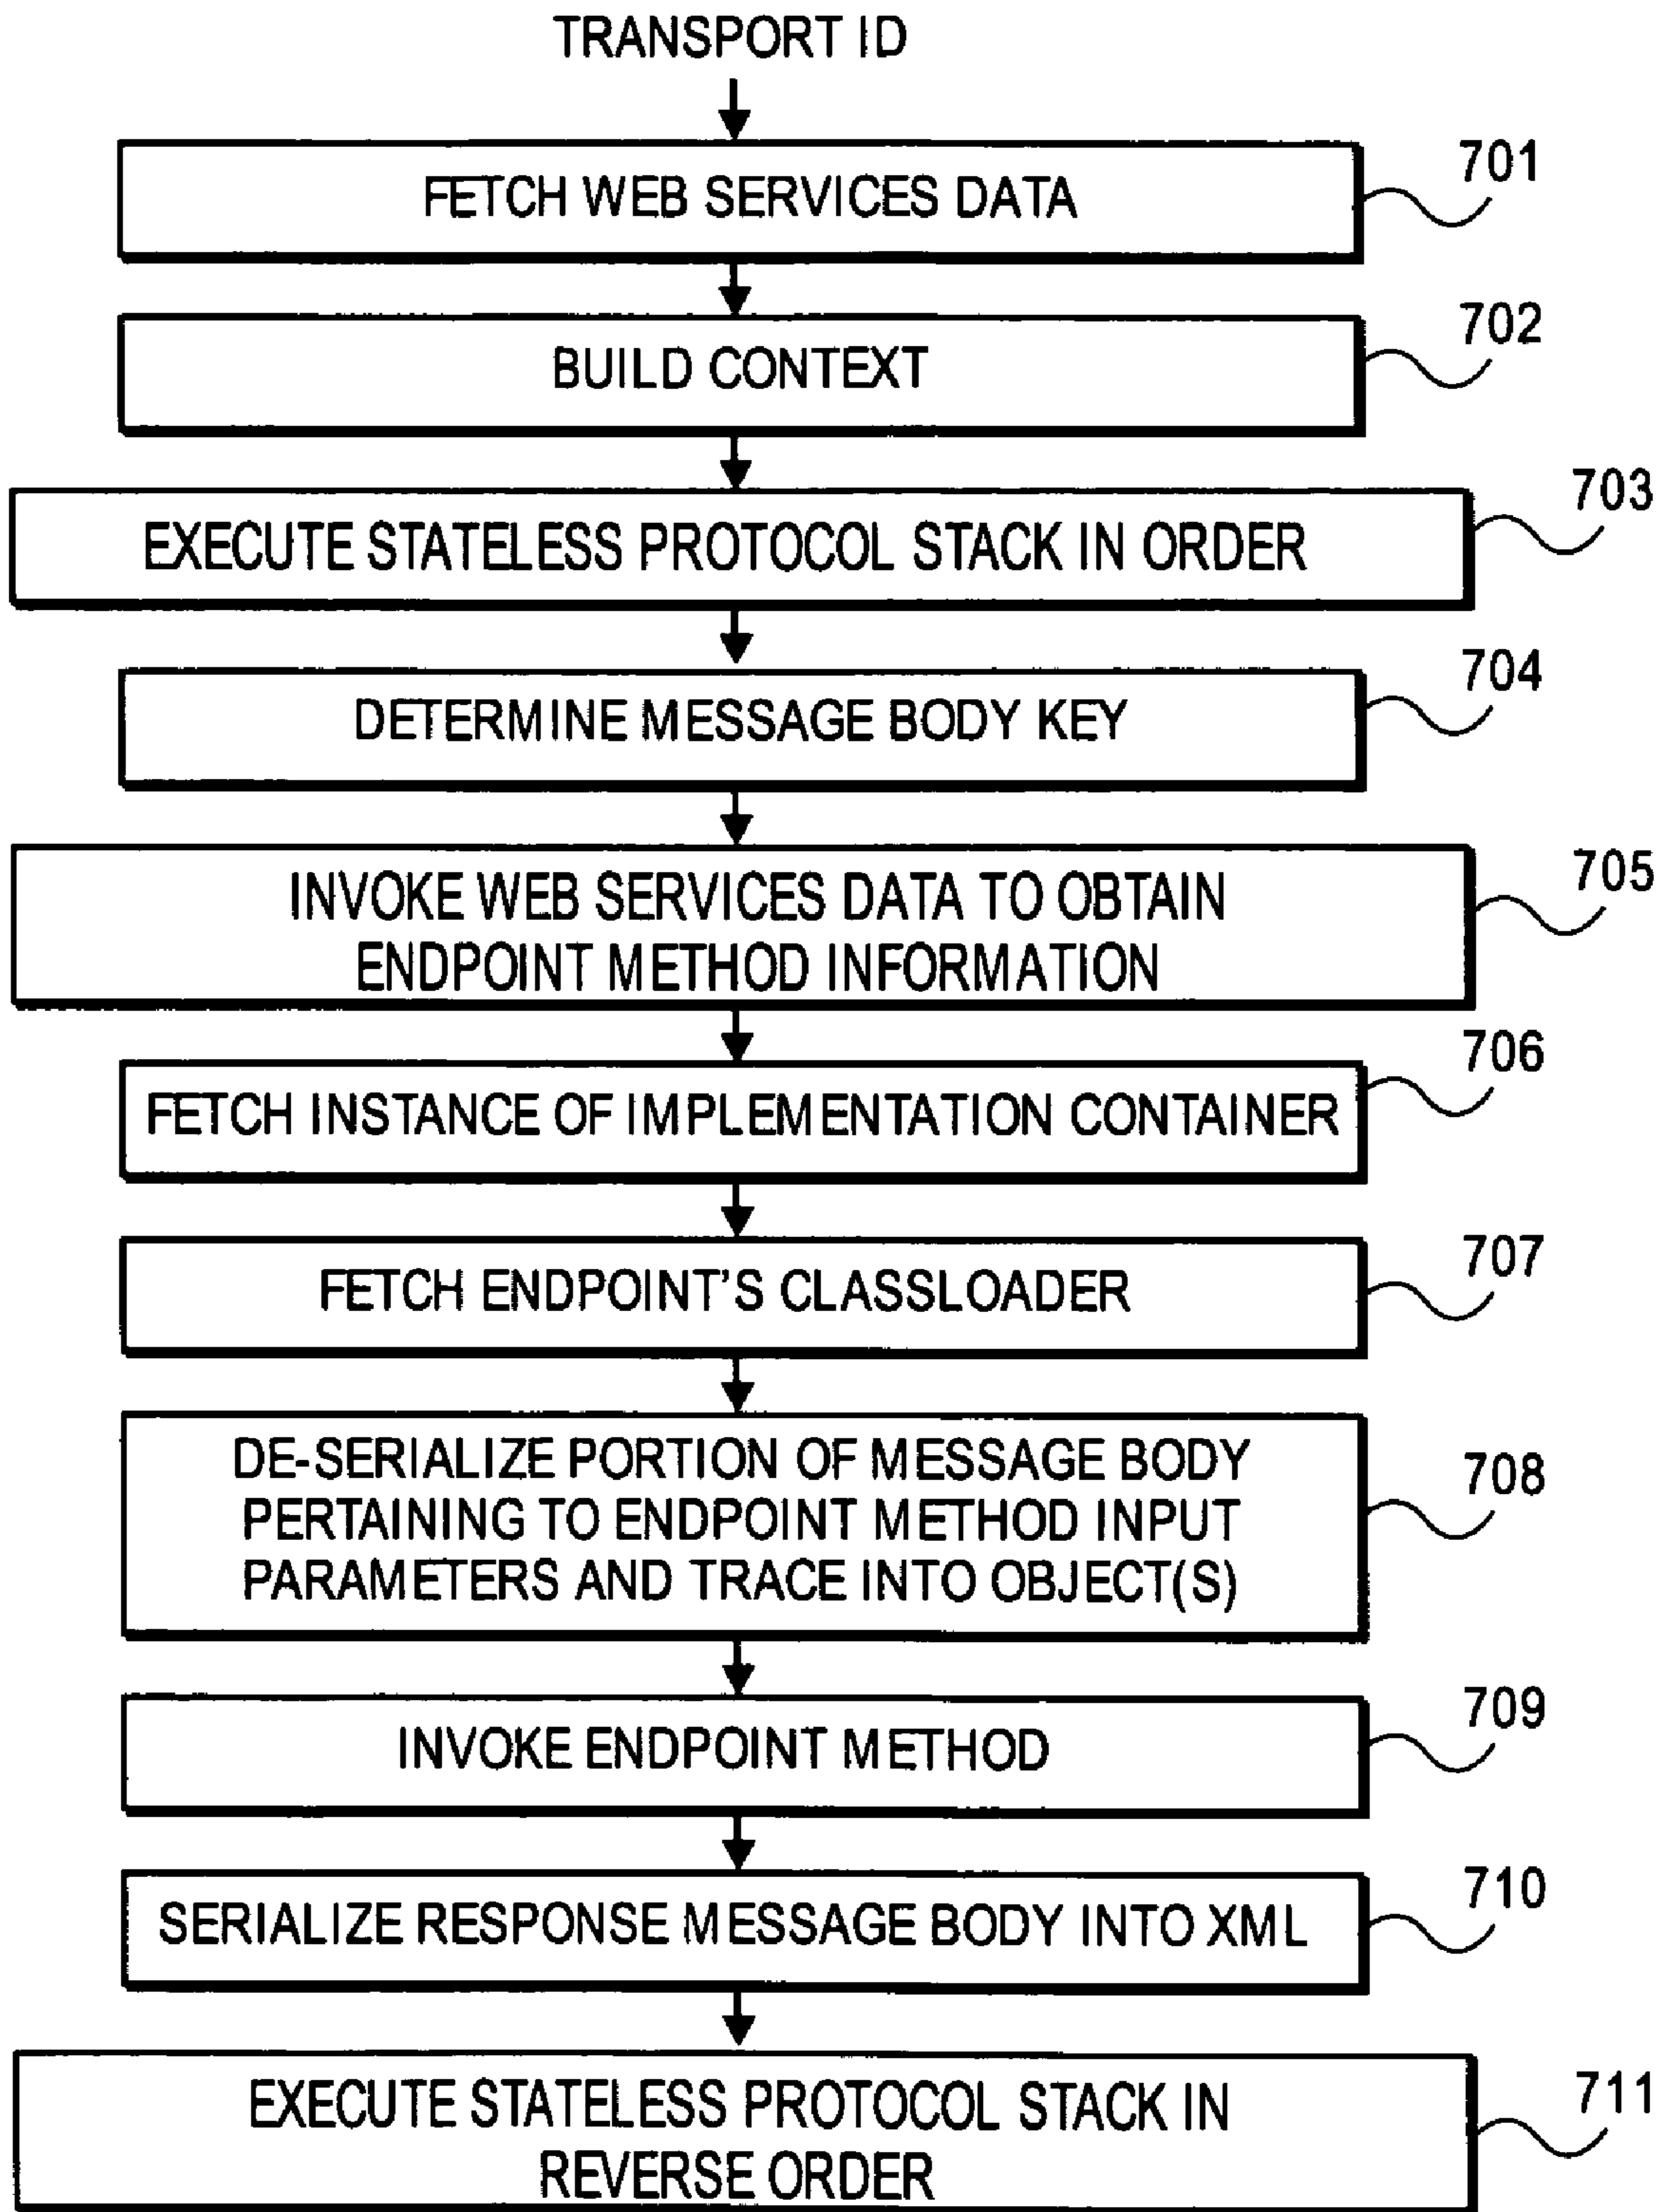 TRANSPORT ID
FETCH WEB SERVICES DATA
701
BUILD CONTEXT
702
EXECUTE STATELESS PROTOCOL STACK IN ORDER
703
DETERMINE MESSAGE BODY KEY
704
INVOKE WEB SERVICES DATA TO OBTAIN
ENDPOINT METHOD INFORMATION
705
FETCH INSTANCE OF IMPLEMENTATION CONTAINER
706
FETCH ENDPOINT'S CLASSLOADER
707
DE-SERIALIZE PORTION OF MESSAGE BODY
PERTAINING TO ENDPOINT METHOD INPUT
PARAMETERS AND TRACE INTO OBJECT(S)
708
INVOKE ENDPOINT METHOD
709
SERIALIZE RESPONSE MESSAGE BODY INTO XML
710
EXECUTE STATELESS PROTOCOL STACK IN
REVERSE ORDER
711